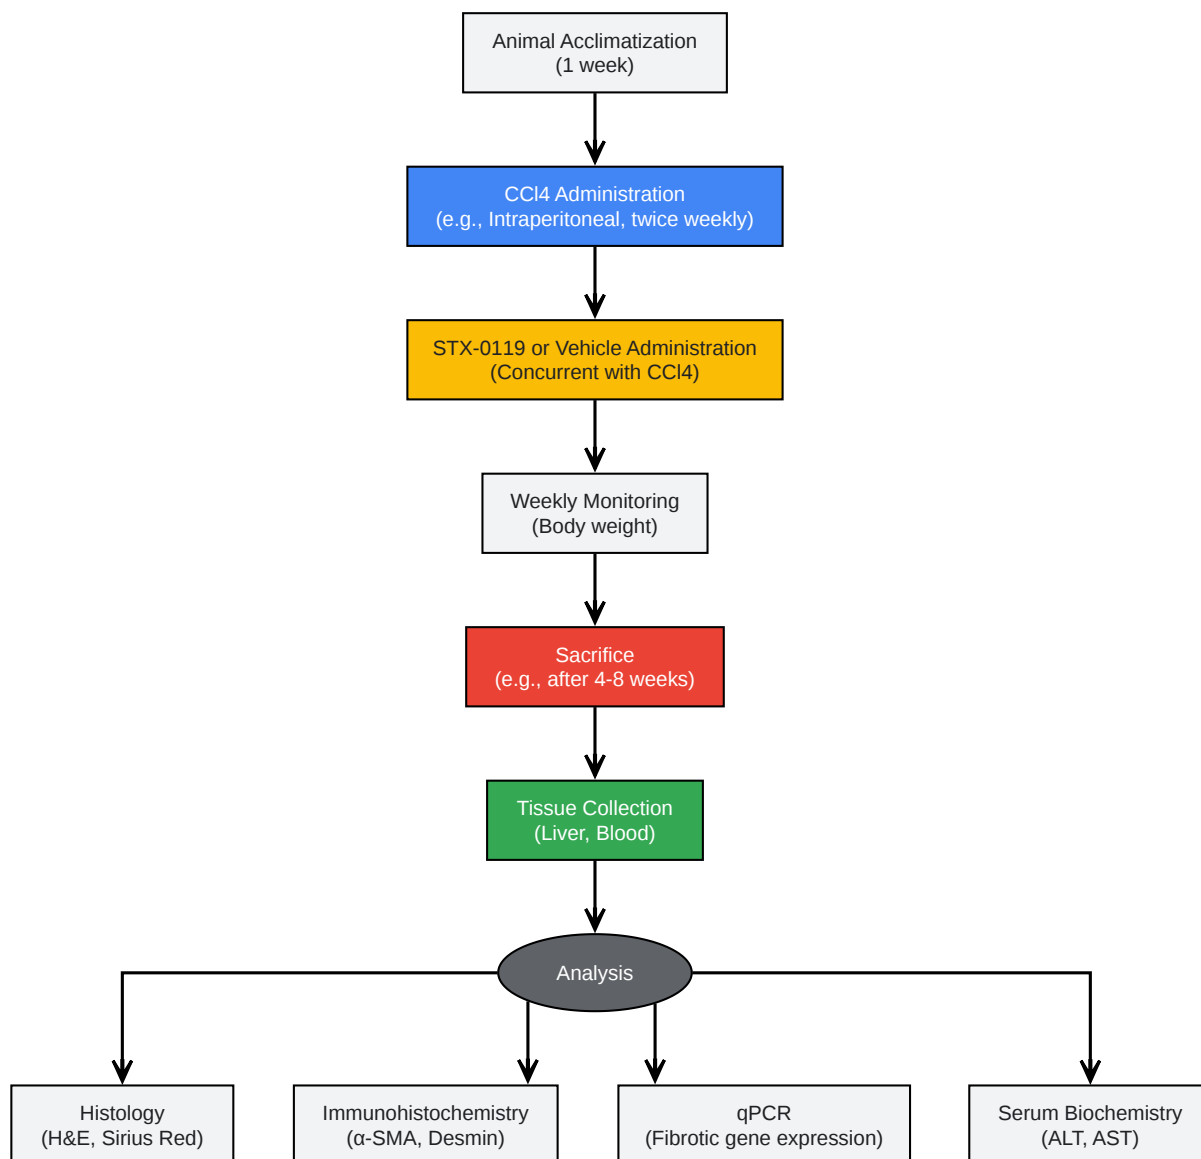 Animal Acclimatization
(1 week)
CCl4 Administration
(e.g., Intraperitoneal, twice weekly)
STX-0119 or Vehicle Administration
(Concurrent with CCl4)
Weekly Monitoring
(Body weight)
Sacrifice
(e.g., after 4-8 weeks)
Tissue Collection
(Liver, Blood)
Analysis
Histology
(H&E, Sirius Red)
Immunohistochemistry
(α-SMA, Desmin)
qPCR
(Fibrotic gene expression)
Serum Biochemistry
(ALT, AST)